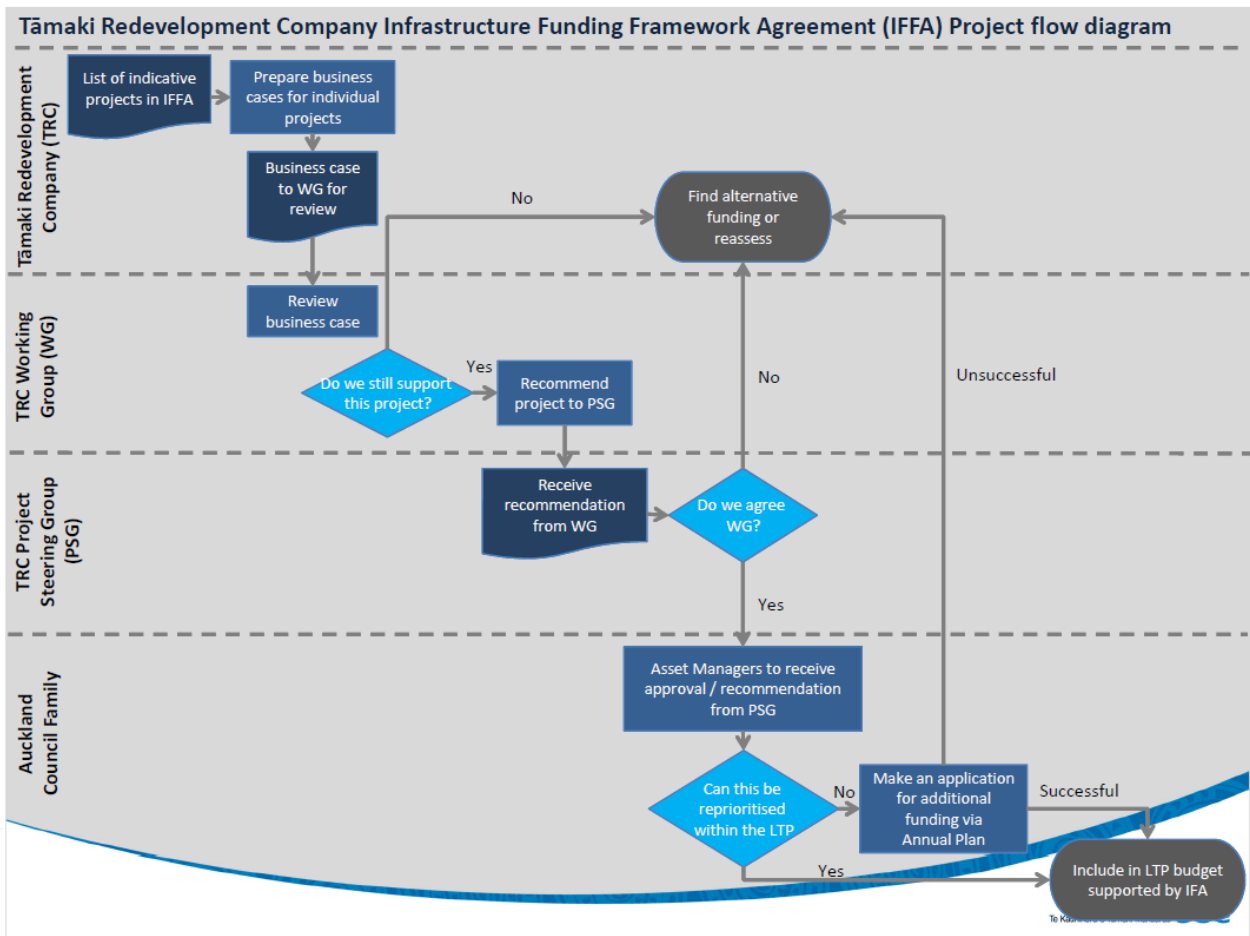 Tāmaki Redevelopment Company Infrastructure Funding Framework Agreement (IFFA) Project flow diagram
Tāmaki Redevelopment
Company (TRC)
List of indicative
projects in IFFA
Prepare business
cases for individual
projects
Business case
to WG for
review
No
Find alternative
funding or
reassess
TRC Working
Group (WG)
Review
business case
Do we still support
this project?
Yes
Recommend
project to PSG
No
Unsuccessful
TRC Project
Steering Group
(PSG)
Receive
recommendation
from WG
Do we agree
WG?
Yes
Auckland
Council Family
Asset Managers to receive
approval / recommendation
from PSG
Can this be
reprioritised
within the LTP
No
Make an application
for additional
funding via
Annual Plan
Successful
Yes
Include in LTP budget
supported by IFA